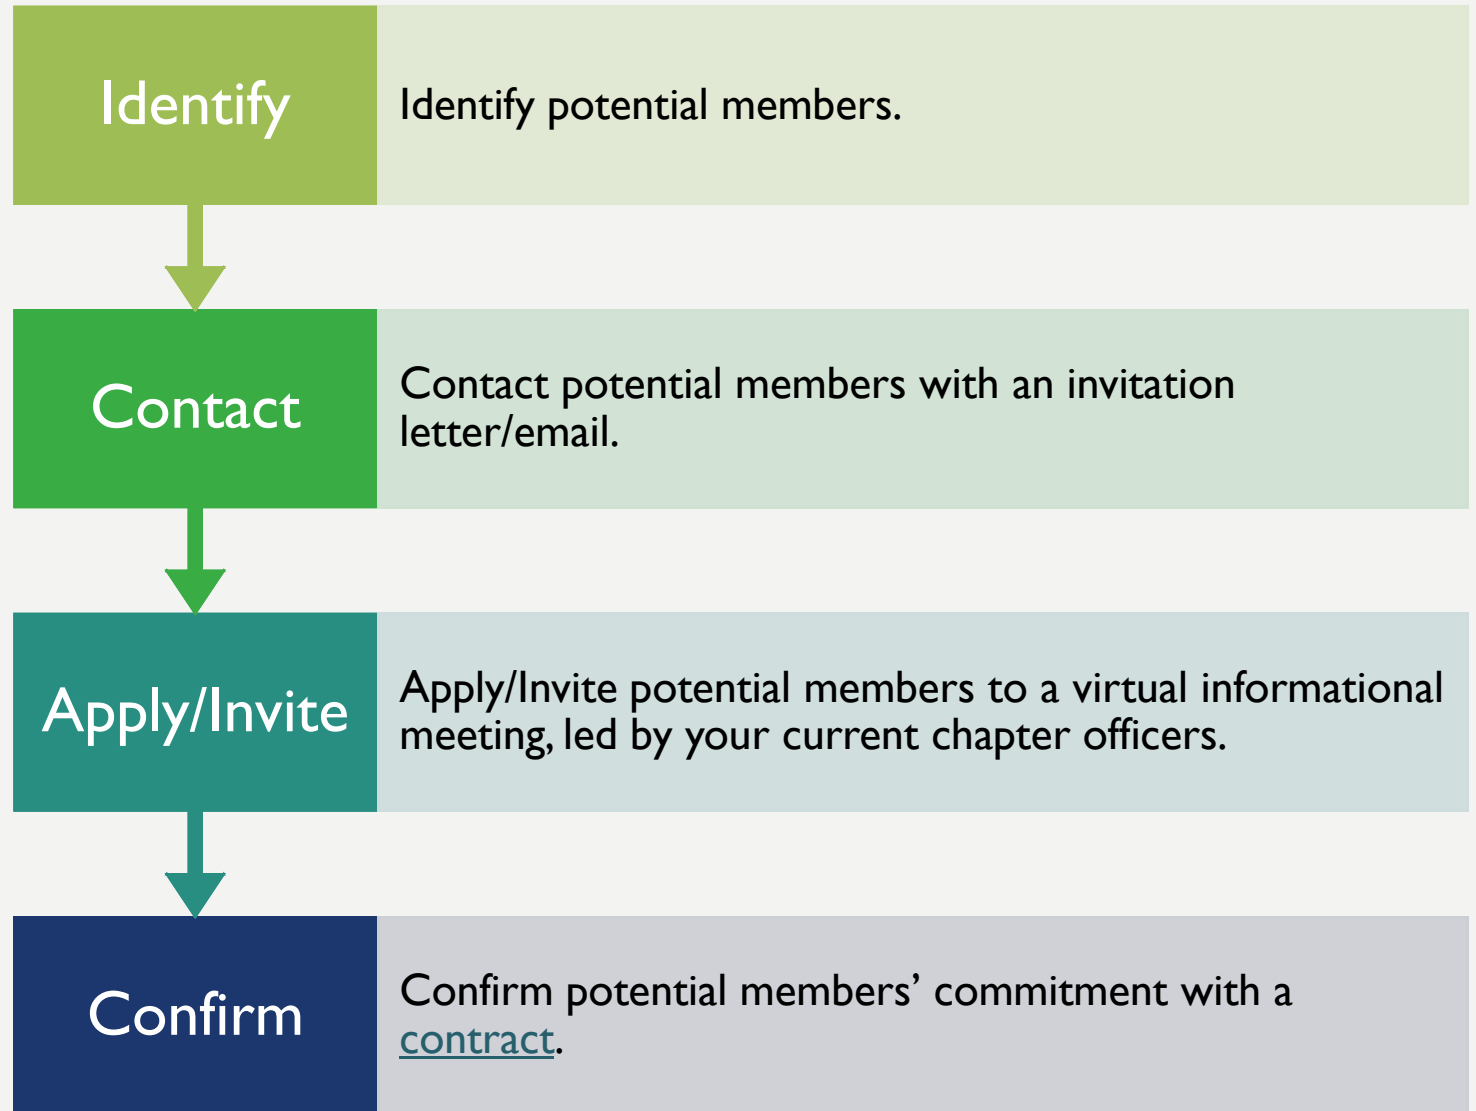 Identify
Identify potential members.
Contact
Contact potential members with an invitation
letter/email.
Apply/Invite
Apply/Invite potential members to a virtual informational
meeting, led by your current chapter officers.
Confirm
Confirm potential members’ commitment with a
contract.